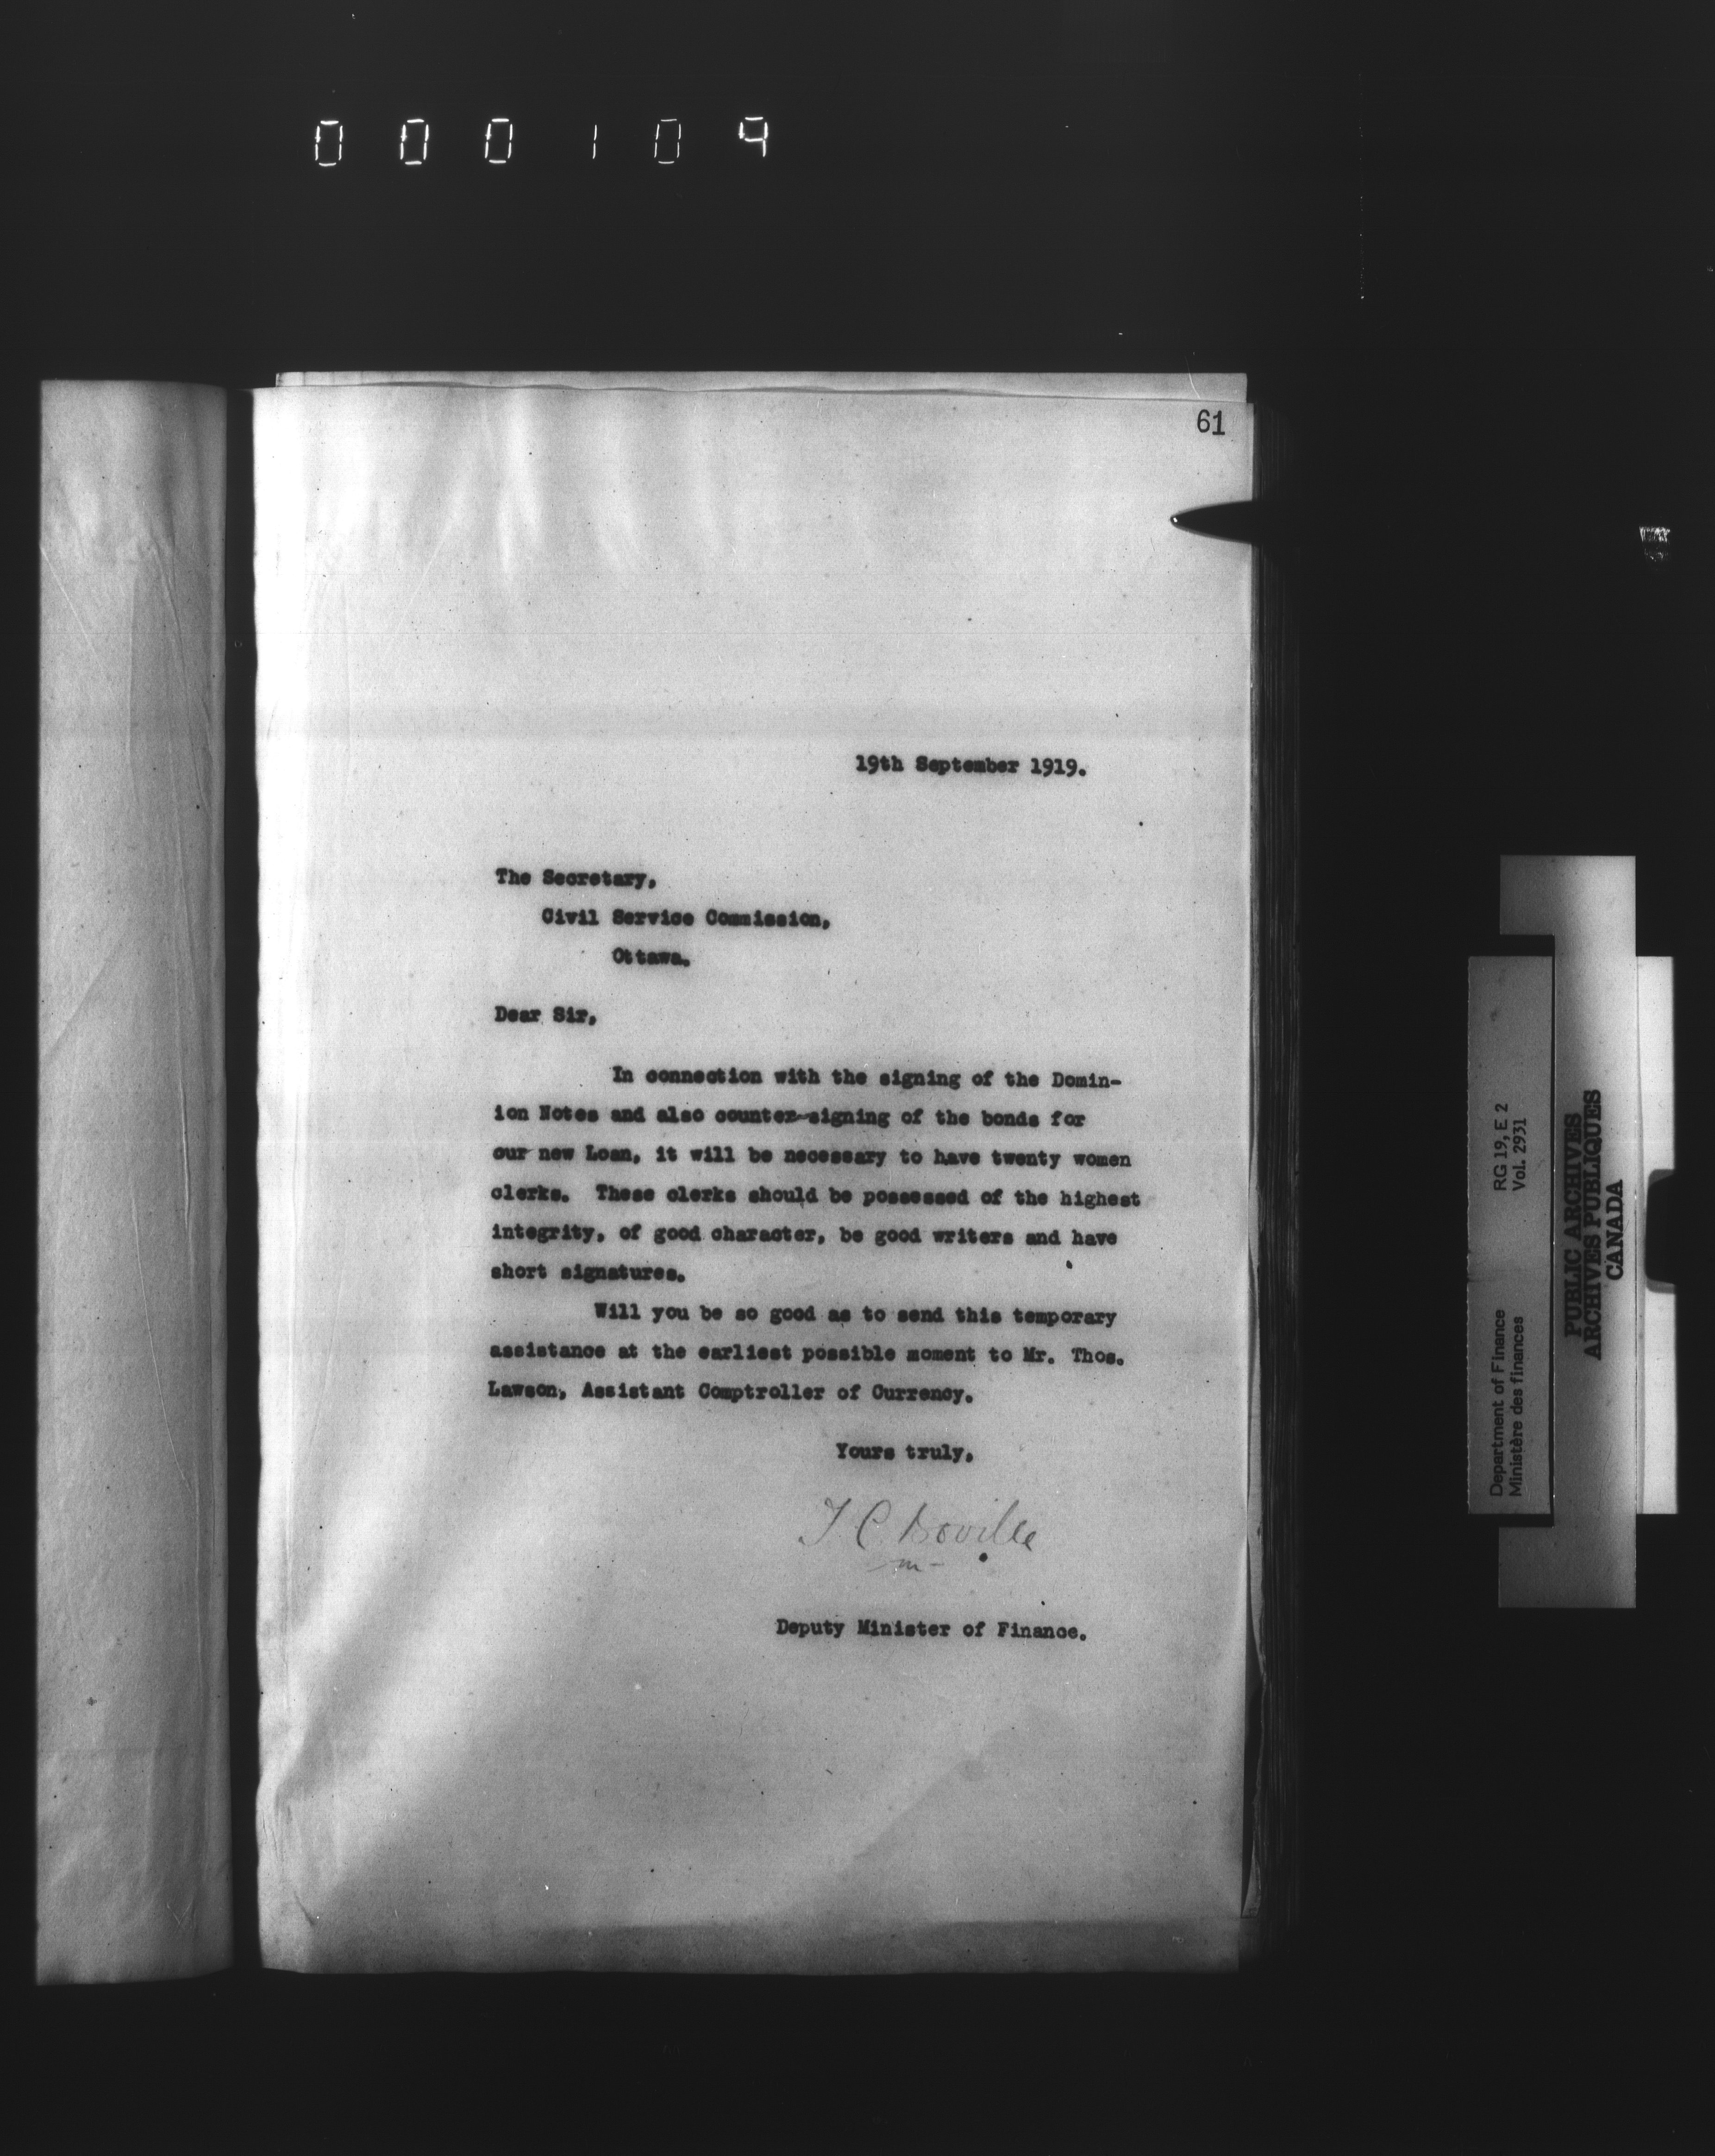 000109
61
19th September 1919.
The Secretary,
Civil Service Commission,
Ottawa.
Dear Sir,
In connection with the signing of the Domin-
ion Notes and also counter-signing of the bonds for
our new Loan, it will be necessary to have twenty women
clerks. These clerks should be possessed of the highest
integrity, of good character, be good writers and have
short signatures.
Will you be so good as to send this temporary
assistance at the earliest possible moment to Mr. Thos.
Lawson, Assistant Comptroller of Currency.
Yours truly,
T C Boville
Deputy Minister of Finance.
Department of Finance
Ministère des finances
RG 19, E 2
Vol. 2931
PUBLIC ARCHIVES
ARCHIVES PUBLIQUES
CANADA